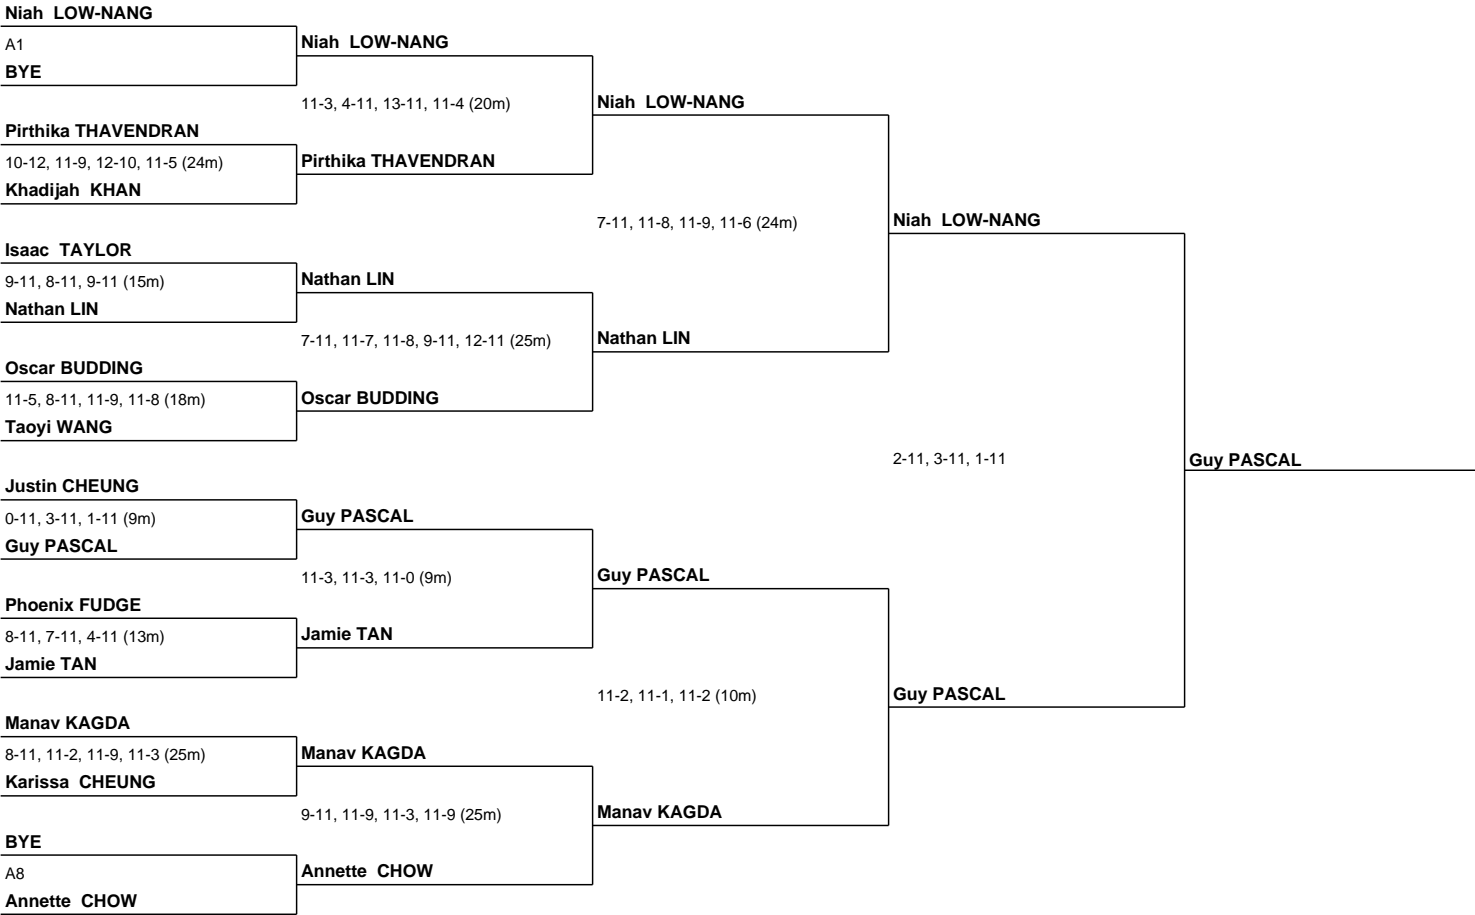 Niah LOW-NANG
A1
BYE
Niah LOW-NANG
11-3, 4-11, 13-11, 11-4 (20m)
Niah LOW-NANG
Pirthika THAVENDRAN
10-12, 11-9, 12-10, 11-5 (24m)
Khadijah KHAN
Pirthika THAVENDRAN
7-11, 11-8, 11-9, 11-6 (24m)
Niah LOW-NANG
Isaac TAYLOR
9-11, 8-11, 9-11 (15m)
Nathan LIN
Nathan LIN
7-11, 11-7, 11-8, 9-11, 12-11 (25m)
Nathan LIN
Oscar BUDDING
11-5, 8-11, 11-9, 11-8 (18m)
Taoyi WANG
Oscar BUDDING
2-11, 3-11, 1-11
Guy PASCAL
Justin CHEUNG
0-11, 3-11, 1-11 (9m)
Guy PASCAL
Guy PASCAL
11-3, 11-3, 11-0 (9m)
Guy PASCAL
Phoenix FUDGE
8-11, 7-11, 4-11 (13m)
Jamie TAN
Jamie TAN
11-2, 11-1, 11-2 (10m)
Guy PASCAL
Manav KAGDA
8-11, 11-2, 11-9, 11-3 (25m)
Karissa CHEUNG
Manav KAGDA
9-11, 11-9, 11-3, 11-9 (25m)
Manav KAGDA
BYE
A8
Annette CHOW
Annette CHOW